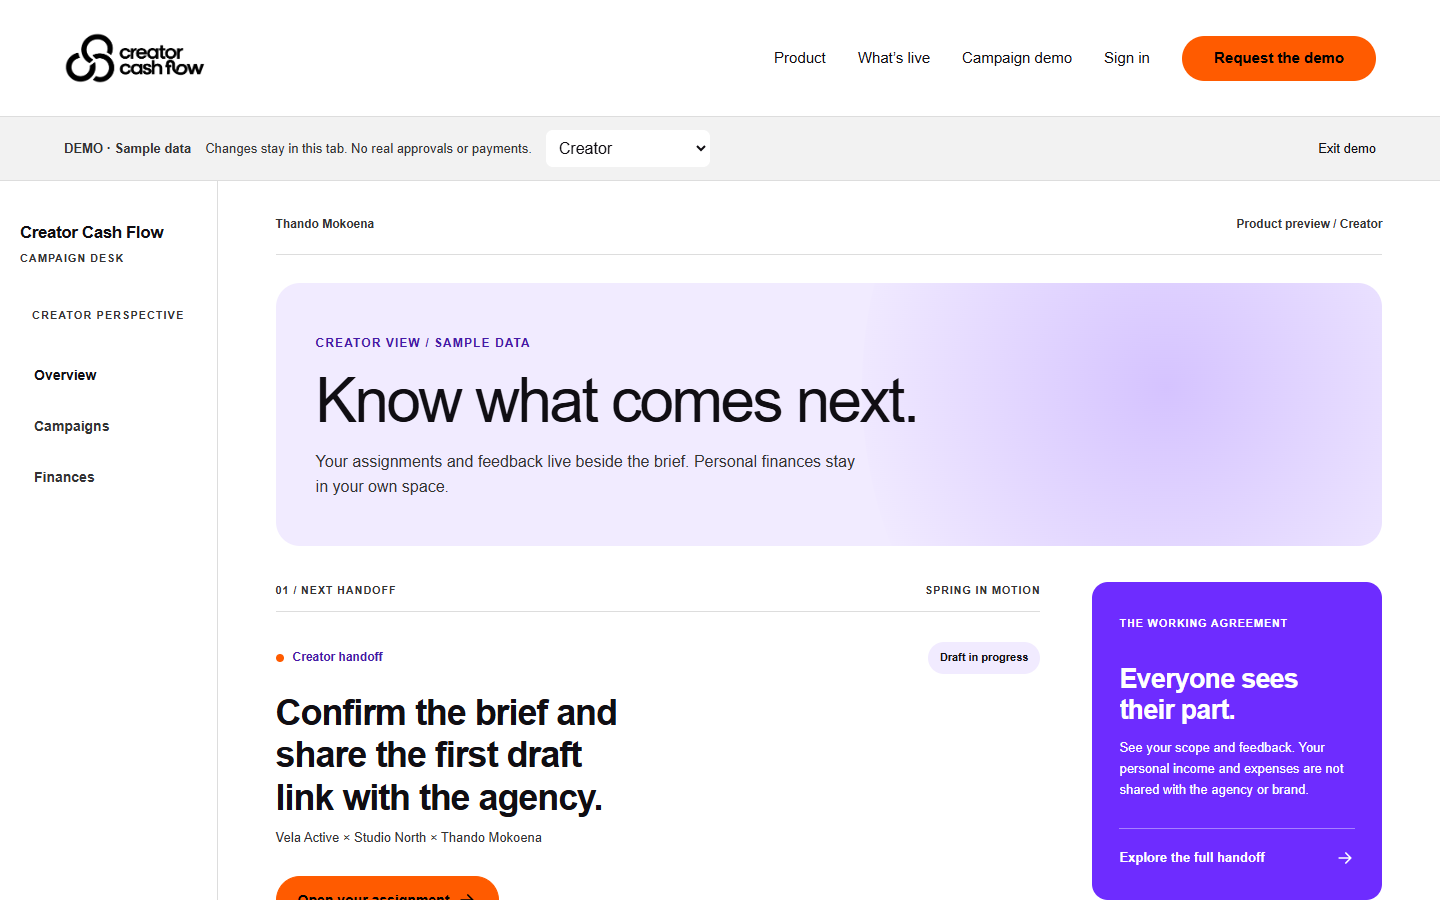 creator
cash flow
Product
What's live
Campaign demo
Sign in
Request the demo
DEMO · Sample data
Changes stay in this tab. No real approvals or payments.
Creator
Exit demo
Creator Cash Flow
CAMPAIGN DESK
CREATOR PERSPECTIVE
Overview
Campaigns
Finances
Thando Mokoena
Product preview / Creator
CREATOR VIEW / SAMPLE DATA
Know what comes next.
Your assignments and feedback live beside the brief. Personal finances stay
in your own space.
01 / NEXT HANDOFF
SPRING IN MOTION
Creator handoff
Draft in progress
Confirm the brief and
share the first draft
link with the agency.
Vela Active × Studio North × Thando Mokoena
Open your assignment →
THE WORKING AGREEMENT
Everyone sees
their part.
See your scope and feedback. Your
personal income and expenses are not
shared with the agency or brand.
Explore the full handoff →